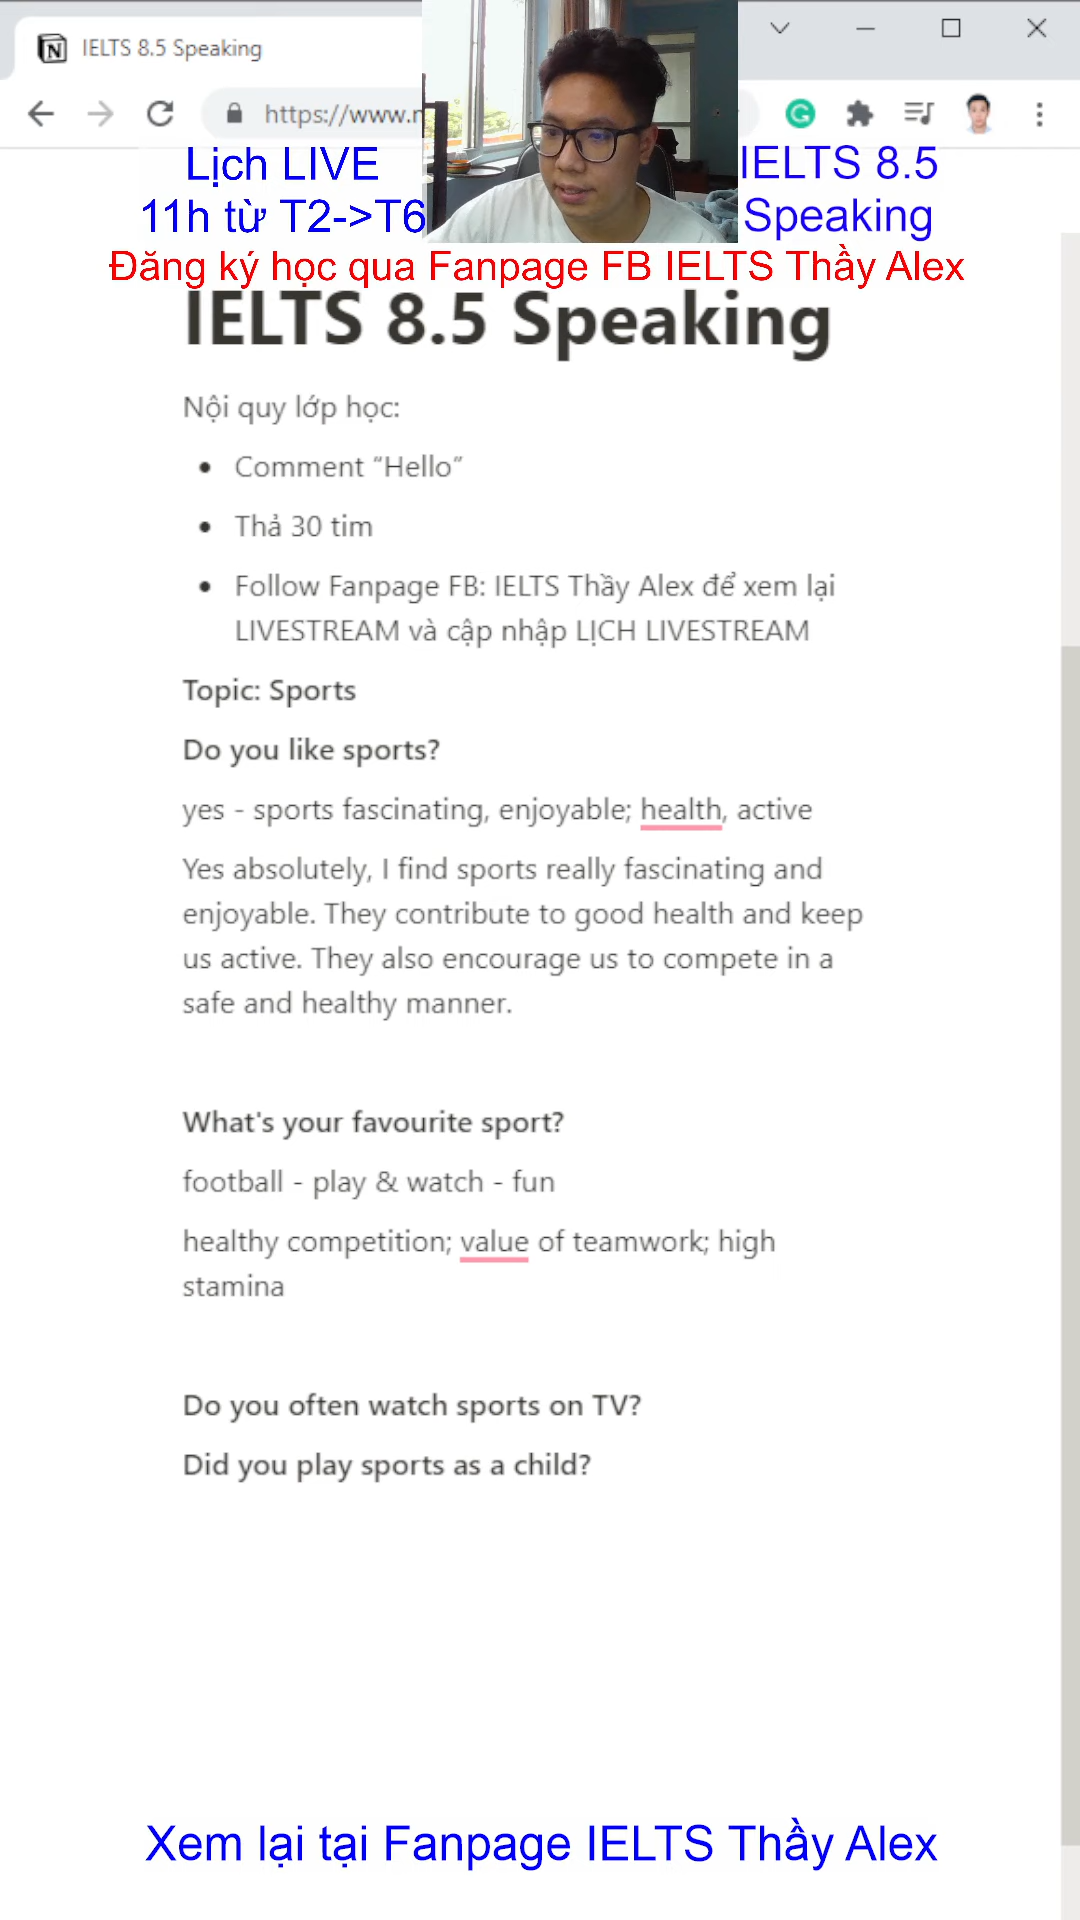 IELTS 8.5 Speaking
https://www.
Lịch LIVE
11h từ T2->T6
IELTS 8.5
Speaking
Đăng ký học qua Fanpage FB IELTS Thầy Alex
IELTS 8.5 Speaking
Nội quy lớp học:
Comment “Hello”
Thả 30 tim
Follow Fanpage FB: IELTS Thầy Alex để xem lại
LIVESTREAM và cập nhập LỊCH LIVESTREAM
Topic: Sports
Do you like sports?
yes - sports fascinating, enjoyable; health, active
Yes absolutely, I find sports really fascinating and
enjoyable. They contribute to good health and keep
us active. They also encourage us to compete in a
safe and healthy manner.
What's your favourite sport?
football - play & watch - fun
healthy competition; value of teamwork; high
stamina
Do you often watch sports on TV?
Did you play sports as a child?
Xem lại tại Fanpage IELTS Thầy Alex